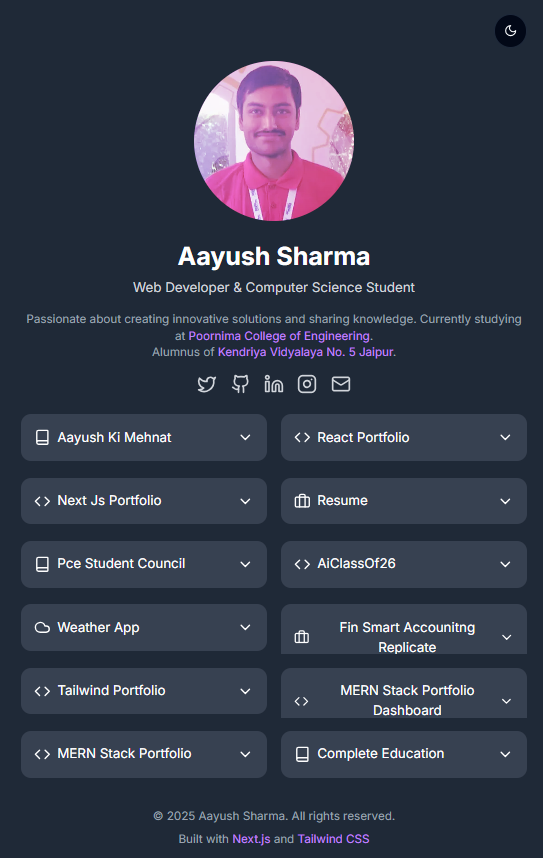 Aayush Sharma
Web Developer & Computer Science Student
Passionate about creating innovative solutions and sharing knowledge. Currently studying
at Poornima College of Engineering.
Alumnus of Kendriya Vidyalaya No. 5 Jaipur.
Aayush Ki Mehnat
React Portfolio
Next Js Portfolio
Resume
Pce Student Council
AiClassOf26
Weather App
Fin Smart Accounitng
Replicate
Tailwind Portfolio
MERN Stack Portfolio
Dashboard
MERN Stack Portfolio
Complete Education
© 2025 Aayush Sharma. All rights reserved.
Built with Next.js and Tailwind CSS